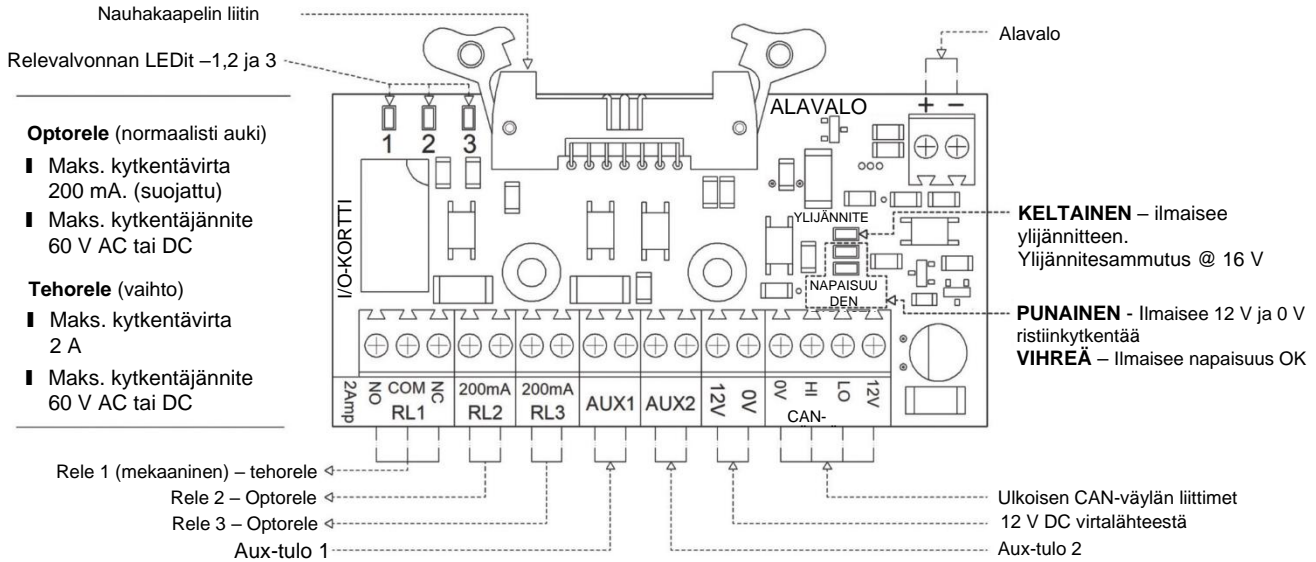 Nauhakaapelin liitin
Relevalvonnan LEDit –1,2 ja 3
Alavalo
Optorele (normaalisti auki)
Maks. kytkentävirta
200 mA. (suojattu)
Maks. kytkentäjännite
60 V AC tai DC
Tehorele (vaihto)
Maks. kytkentävirta
2 A
Maks. kytkentäjännite
60 V AC tai DC
1 2 3
ALAVALO
+ −
I/O-KORTTI
YLIJÄNNITE
NAPAISUU
DEN
KELTAINEN – ilmaisee
ylijännitteen.
Ylijännitesammutus @ 16 V
PUNAINEN - Ilmaisee 12 V ja 0 V
ristiinkytkentää
VIHREÄ – Ilmaisee napaisuus OK
2Amp
NO COM NC
RL1
200mA
RL2
200mA
RL3
AUX1
AUX2
12V 0V
0V HI LO 12V
CAN-
Rele 1 (mekaaninen) – tehorele
Rele 2 – Optorele
Rele 3 – Optorele
Aux-tulo 1
Ulkoisen CAN-väylän liittimet
12 V DC virtalähteestä
Aux-tulo 2